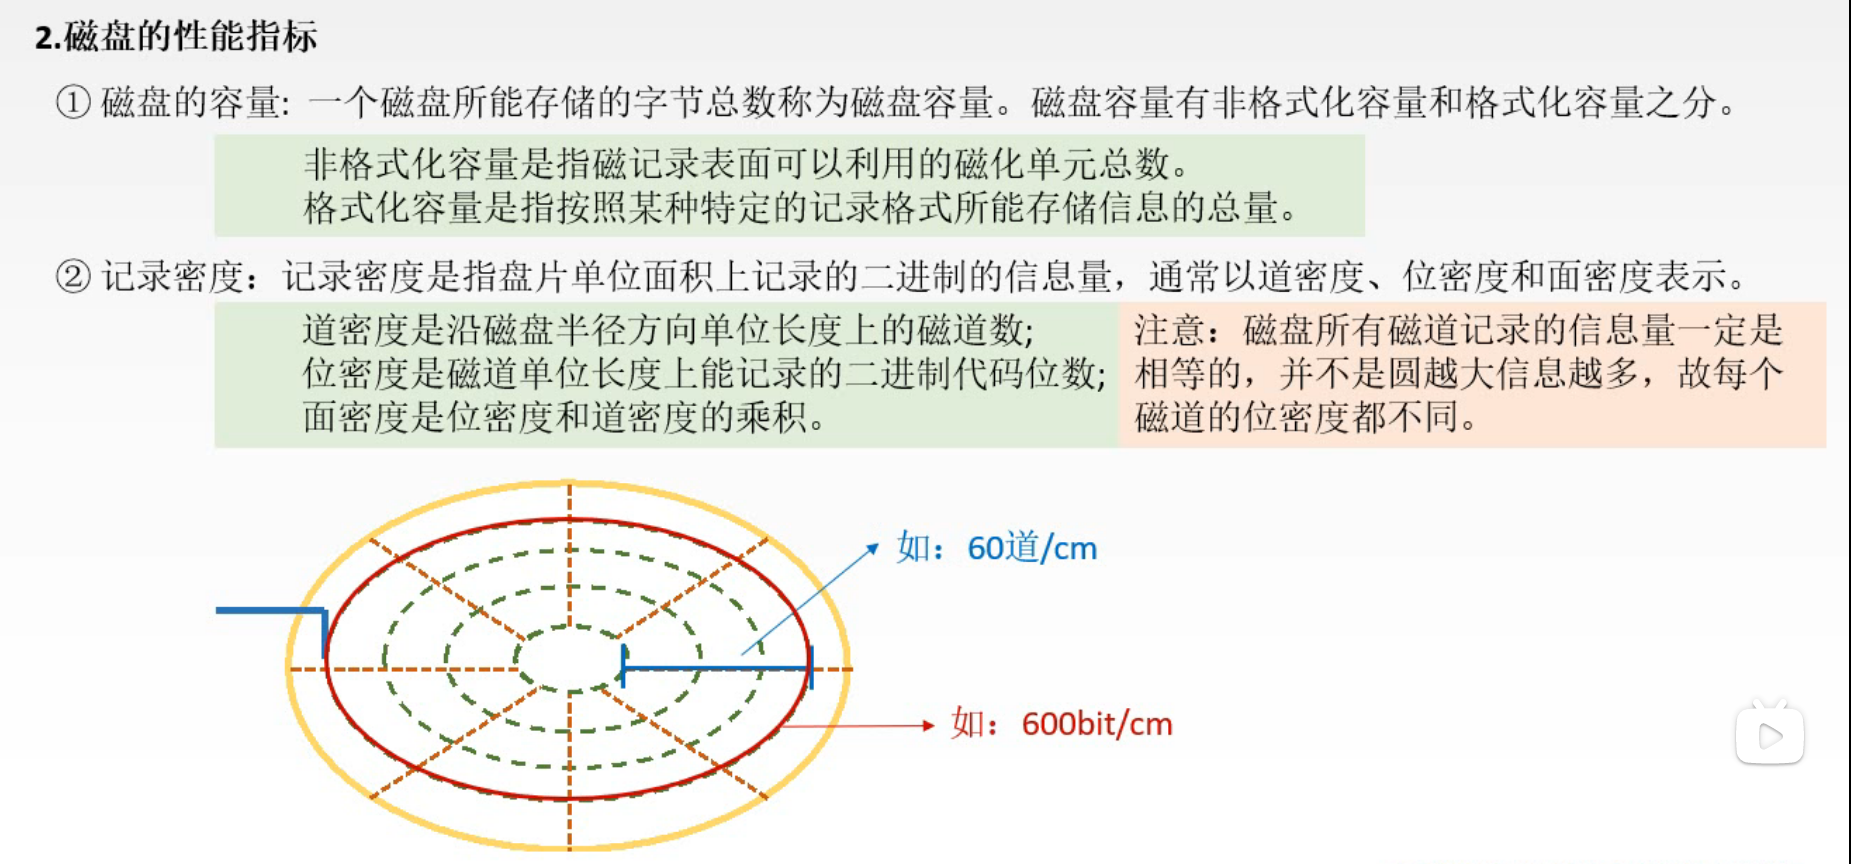 2.磁盘的性能指标
① 磁盘的容量: 一个磁盘所能存储的字节总数称为磁盘容量。磁盘容量有非格式化容量和格式化容量之分。
非格式化容量是指磁记录表面可以利用的磁化单元总数。
格式化容量是指按照某种特定的记录格式所能存储信息的总量。
② 记录密度：记录密度是指盘片单位面积上记录的二进制的信息量，通常以道密度、位密度和面密度表示。
道密度是沿磁盘半径方向单位长度上的磁道数;
位密度是磁道单位长度上能记录的二进制代码位数;
面密度是位密度和道密度的乘积。
注意：磁盘所有磁道记录的信息量一定是
相等的，并不是圆越大信息越多，故每个
磁道的位密度都不同。
如：60道/cm
如：600bit/cm